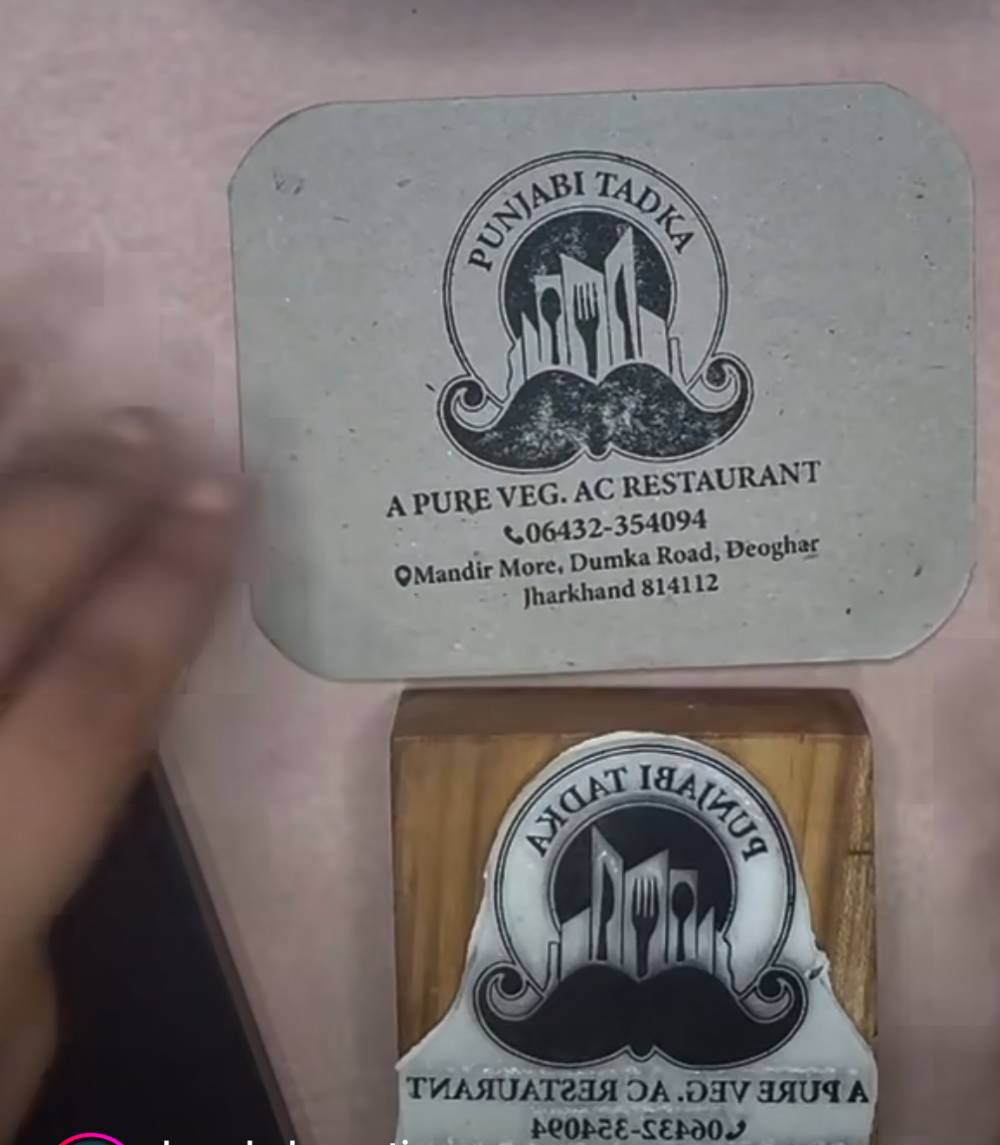 PUNJABI TADKA
A PURE VEG. AC RESTAURANT
06432-354094
Mandir More, Dumka Road, Deoghar
Jharkhand 814112
PUNJABI TADKA
A PURE VEG. AC RESTAURANT
06432-354094